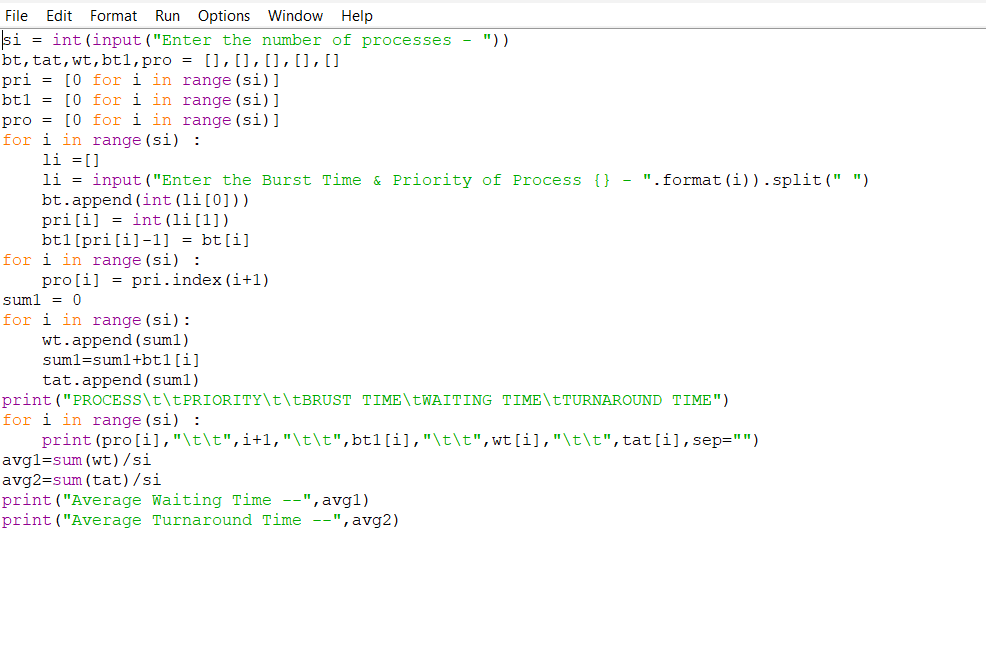 File Edit Format Run Options Window Help
si = int(input("Enter the number of processes - "))
bt,tat,wt,bt1,pro = [],[],[],[],[]
pri = [0 for i in range(si)]
bt1 = [0 for i in range(si)]
pro = [0 for i in range(si)]
for i in range(si) :
    li =[]
    li = input("Enter the Burst Time & Priority of Process {} - ".format(i)).split(" ")
    bt.append(int(li[0]))
    pri[i] = int(li[1])
    bt1[pri[i]-1] = bt[i]
for i in range(si) :
    pro[i] = pri.index(i+1)
sum1 = 0
for i in range(si):
    wt.append(sum1)
    sum1=sum1+bt1[i]
    tat.append(sum1)
print("PROCESS\t\tPRIORITY\t\tBRUST TIME\tWAITING TIME\tTURNAROUND TIME")
for i in range(si) :
    print(pro[i],"\t\t",i+1,"\t\t",bt1[i],"\t\t",wt[i],"\t\t",tat[i],sep="")
avg1=sum(wt)/si
avg2=sum(tat)/si
print("Average Waiting Time --",avg1)
print("Average Turnaround Time --",avg2)